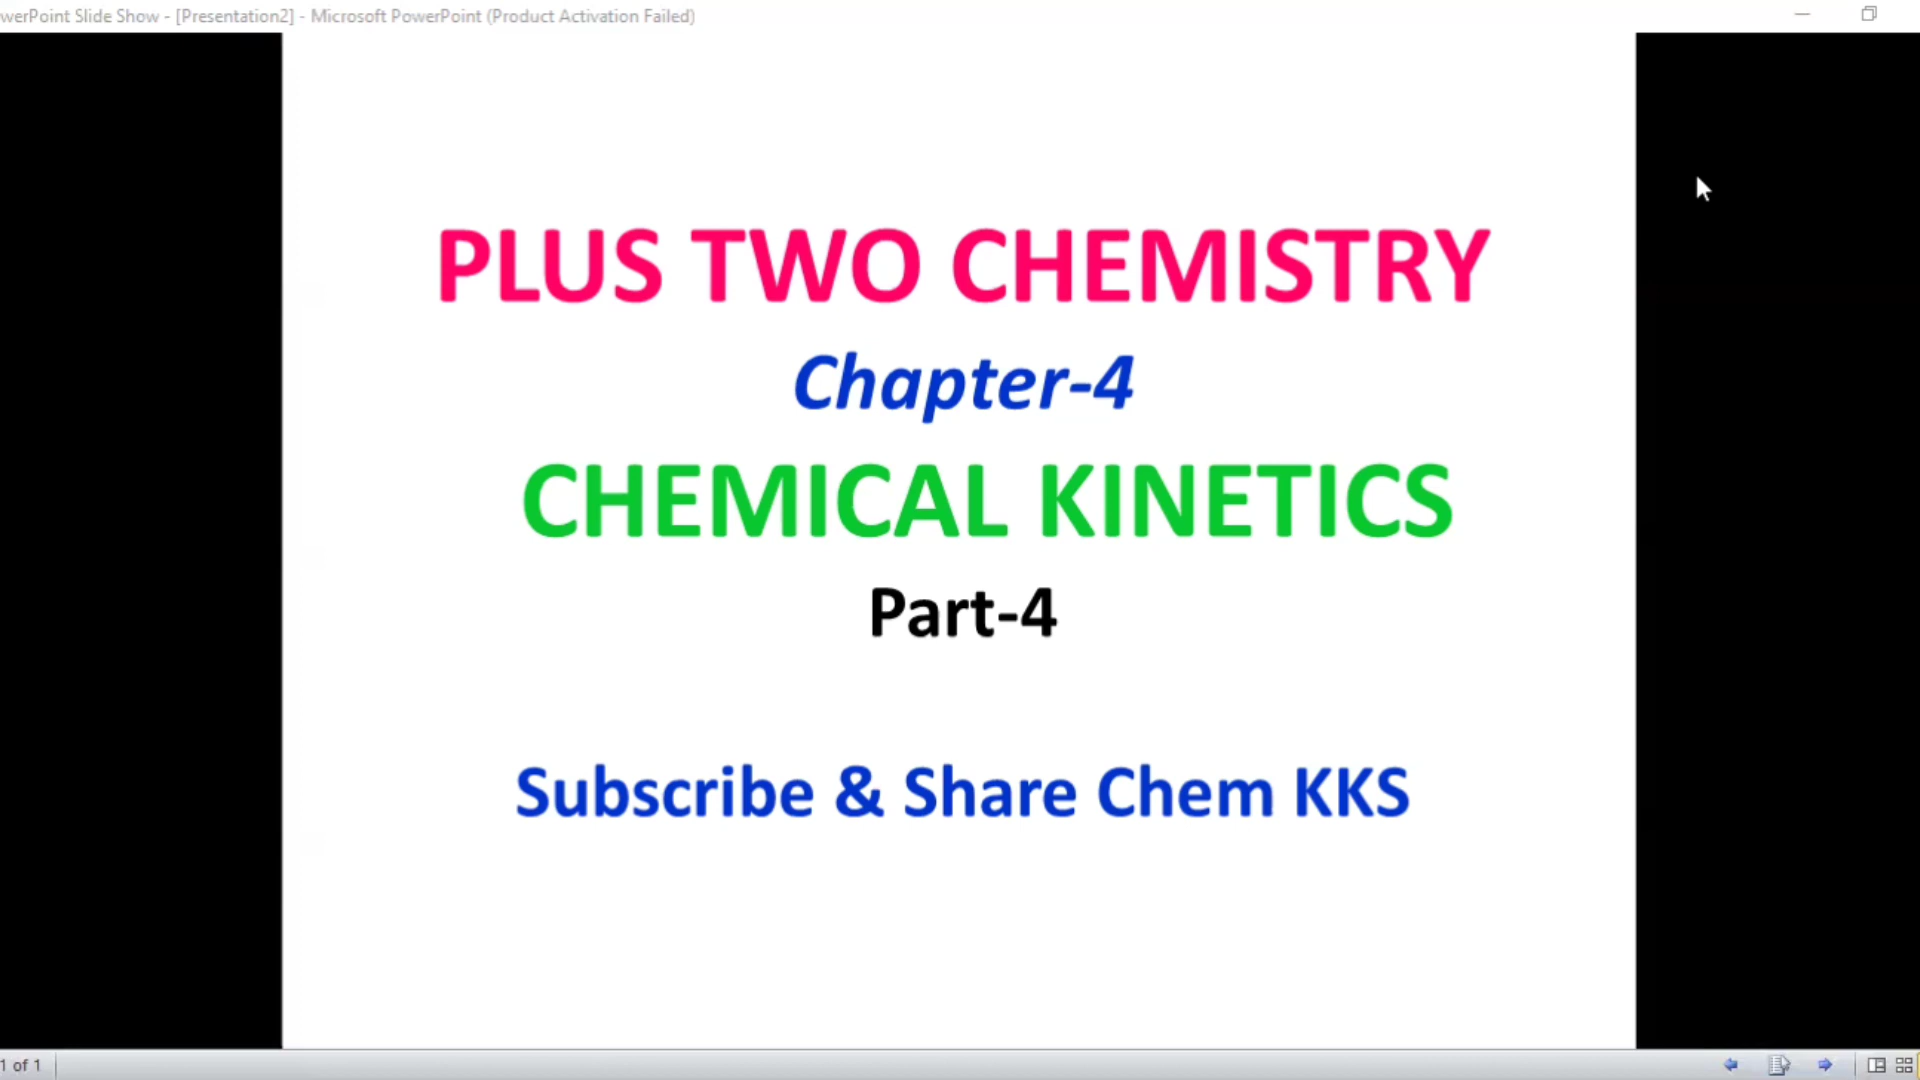 werPoint Slide Show - [Presentation2] - Microsoft PowerPoint (Product Activation Failed)
PLUS TWO CHEMISTRY
Chapter-4
CHEMICAL KINETICS
Part-4
Subscribe & Share Chem KKS
1 of 1